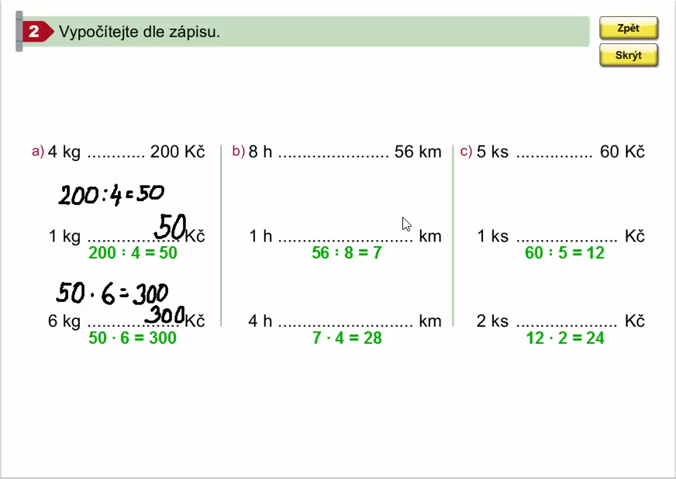 2 Vypočítejte dle zápisu.
Zpět
Skrýt
a) 4 kg ............ 200 Kč
200 : 4 = 50
1 kg ................ 50 Kč
200 : 4 = 50
50 · 6 = 300
6 kg ................ 300 Kč
50 · 6 = 300
b) 8 h ....................... 56 km
1 h ............................ km
56 : 8 = 7
4 h ............................ km
7 · 4 = 28
c) 5 ks ................ 60 Kč
1 ks ..................... Kč
60 : 5 = 12
2 ks ..................... Kč
12 · 2 = 24